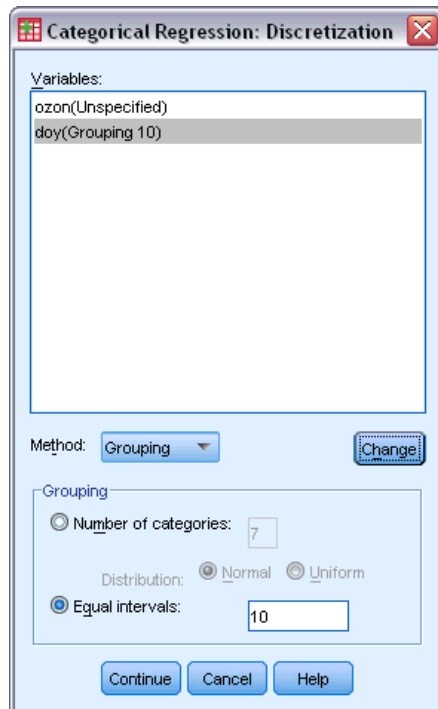 Categorical Regression: Discretization
Variables:
ozon(Unspecified)
doy(Grouping 10)
Method: Grouping Change
Grouping
Number of categories: 7
Distribution: Normal Uniform
Equal intervals: 10
Continue Cancel Help